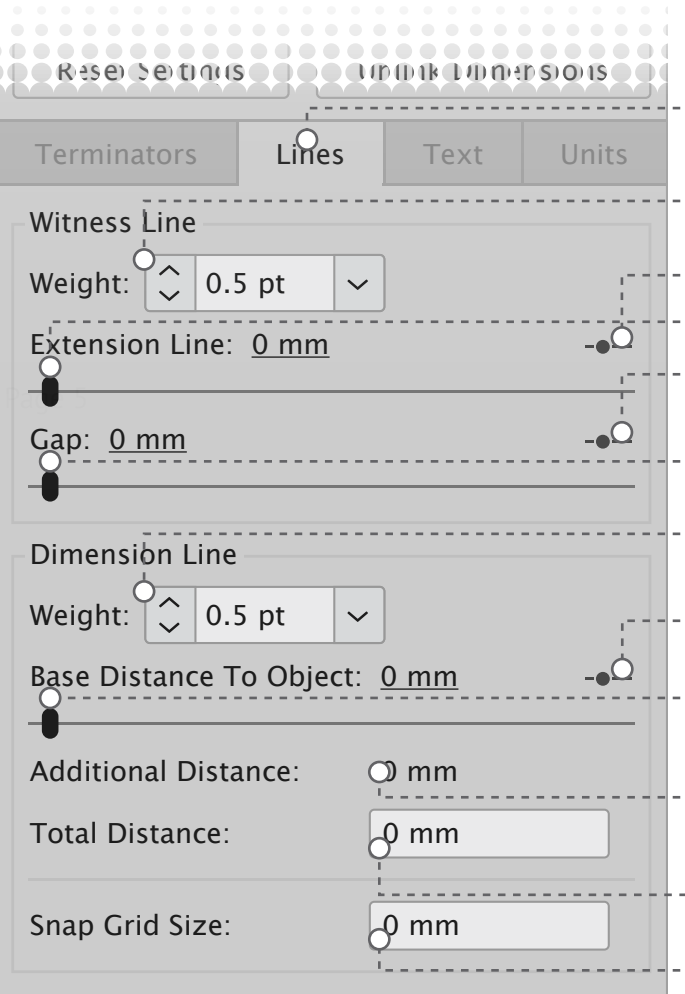 Reset Settings Unlink Dimensions
Terminators Lines Text Units
Witness Line
Weight: 0.5 pt
Extension Line: 0 mm
Gap: 0 mm
Dimension Line
Weight: 0.5 pt
Base Distance To Object: 0 mm
Additional Distance: 0 mm
Total Distance: 0 mm
Snap Grid Size: 0 mm